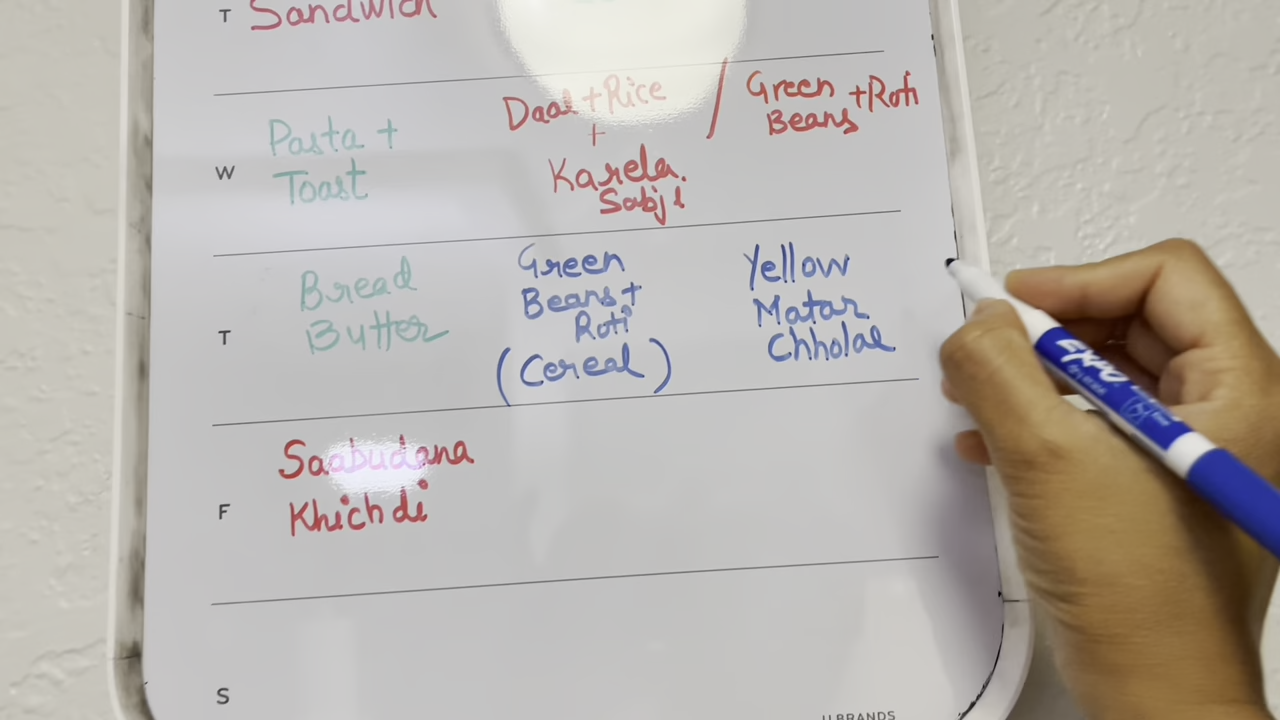 T Sandwich
W Pasta +
Toast
Daal + Rice
+
Karela
Sabji
/ Green + Roti
Beans
T Bread
Butter
Green
Beans +
Roti
(Cereal)
Yellow
Matar
Chholae
F Saabudana
Khichdi
S
U BRANDS
EXPO